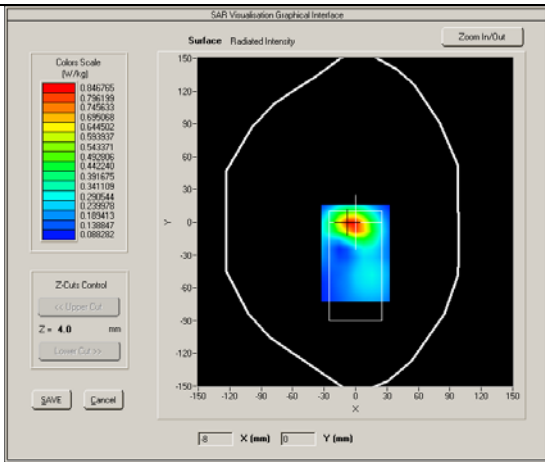 SAR Visualisation Graphical Interface
Surface Radiated Intensity
Zoom In/Out
Colors Scale
(W/kg)
0.846765
0.796199
0.745633
0.695068
0.644502
0.593937
0.543371
0.492806
0.442240
0.391675
0.341109
0.290544
0.239978
0.189413
0.138847
0.088282
Z-Cuts Control
<< Upper Cut
Z = 4.0 mm
Lower Cut >>
SAVE Cancel
150
120
90
60
30
0
-30
-60
-90
-120
-150
Y
-150 -120 -90 -60 -30 0 30 60 90 120 150
X
-8 X (mm) 0 Y (mm)